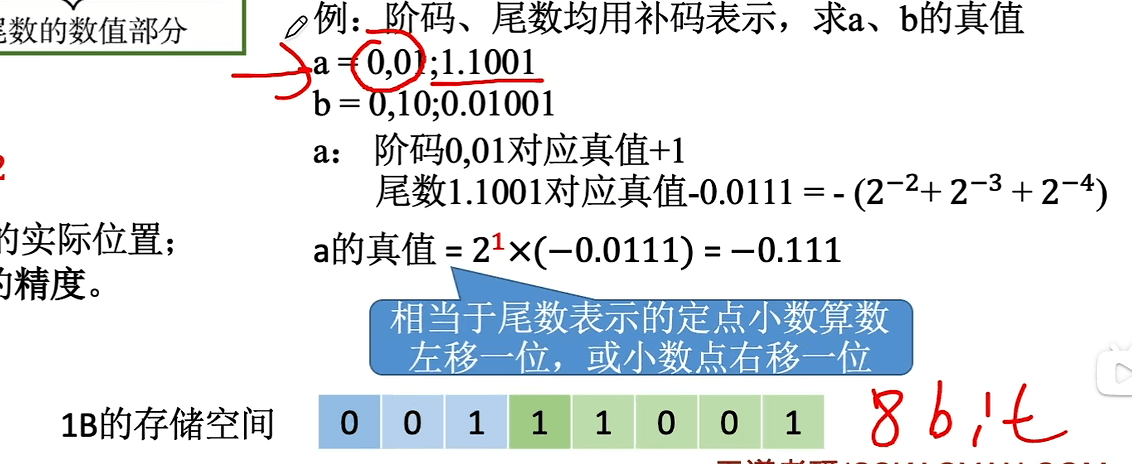 尾数的数值部分
例：阶码、尾数均用补码表示，求a、b的真值
a = 0,01;1.1001
b = 0,10;0.01001
a： 阶码0,01对应真值+1
尾数1.1001对应真值-0.0111 = - (2⁻²+ 2⁻³ + 2⁻⁴)
2
的实际位置；
的精度。
a的真值 = 2¹×(−0.0111) = −0.111
相当于尾数表示的定点小数算数
左移一位，或小数点右移一位
1B的存储空间 0 0 1 1 1 0 0 1 8bit